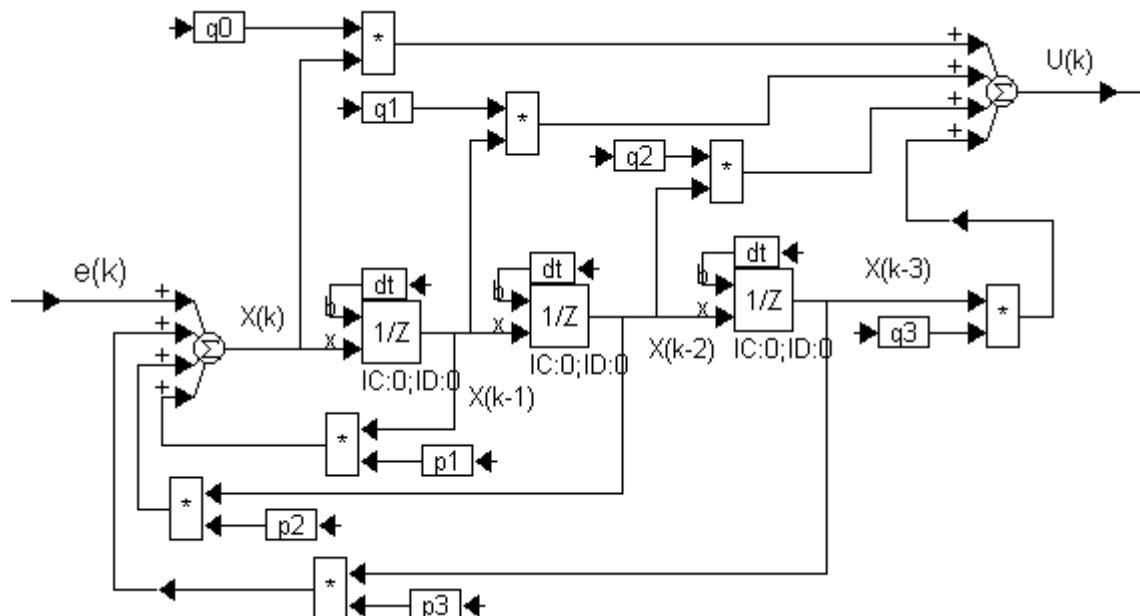 q0
*
+
U(k)
+
q1
*
Σ
+
q2
*
+
e(k)
dt
dt
dt
X(k-3)
+
X(k)
b
b
b
+
1/Z
1/Z
1/Z
*
Σ
x
x
x
q3
+
IC:0;ID:0
IC:0;ID:0
X(k-2)
IC:0;ID:0
+
X(k-1)
*
p1
*
p2
*
p3